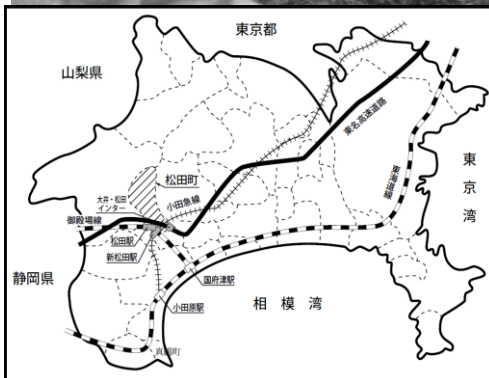 東京都
山梨県
東名高速道路
松田町
大井・松田
インター
小田急線
御殿場線
東海道線
東京湾
松田駅
新松田駅
国府津駅
静岡県
小田原駅
相模湾
真鶴町